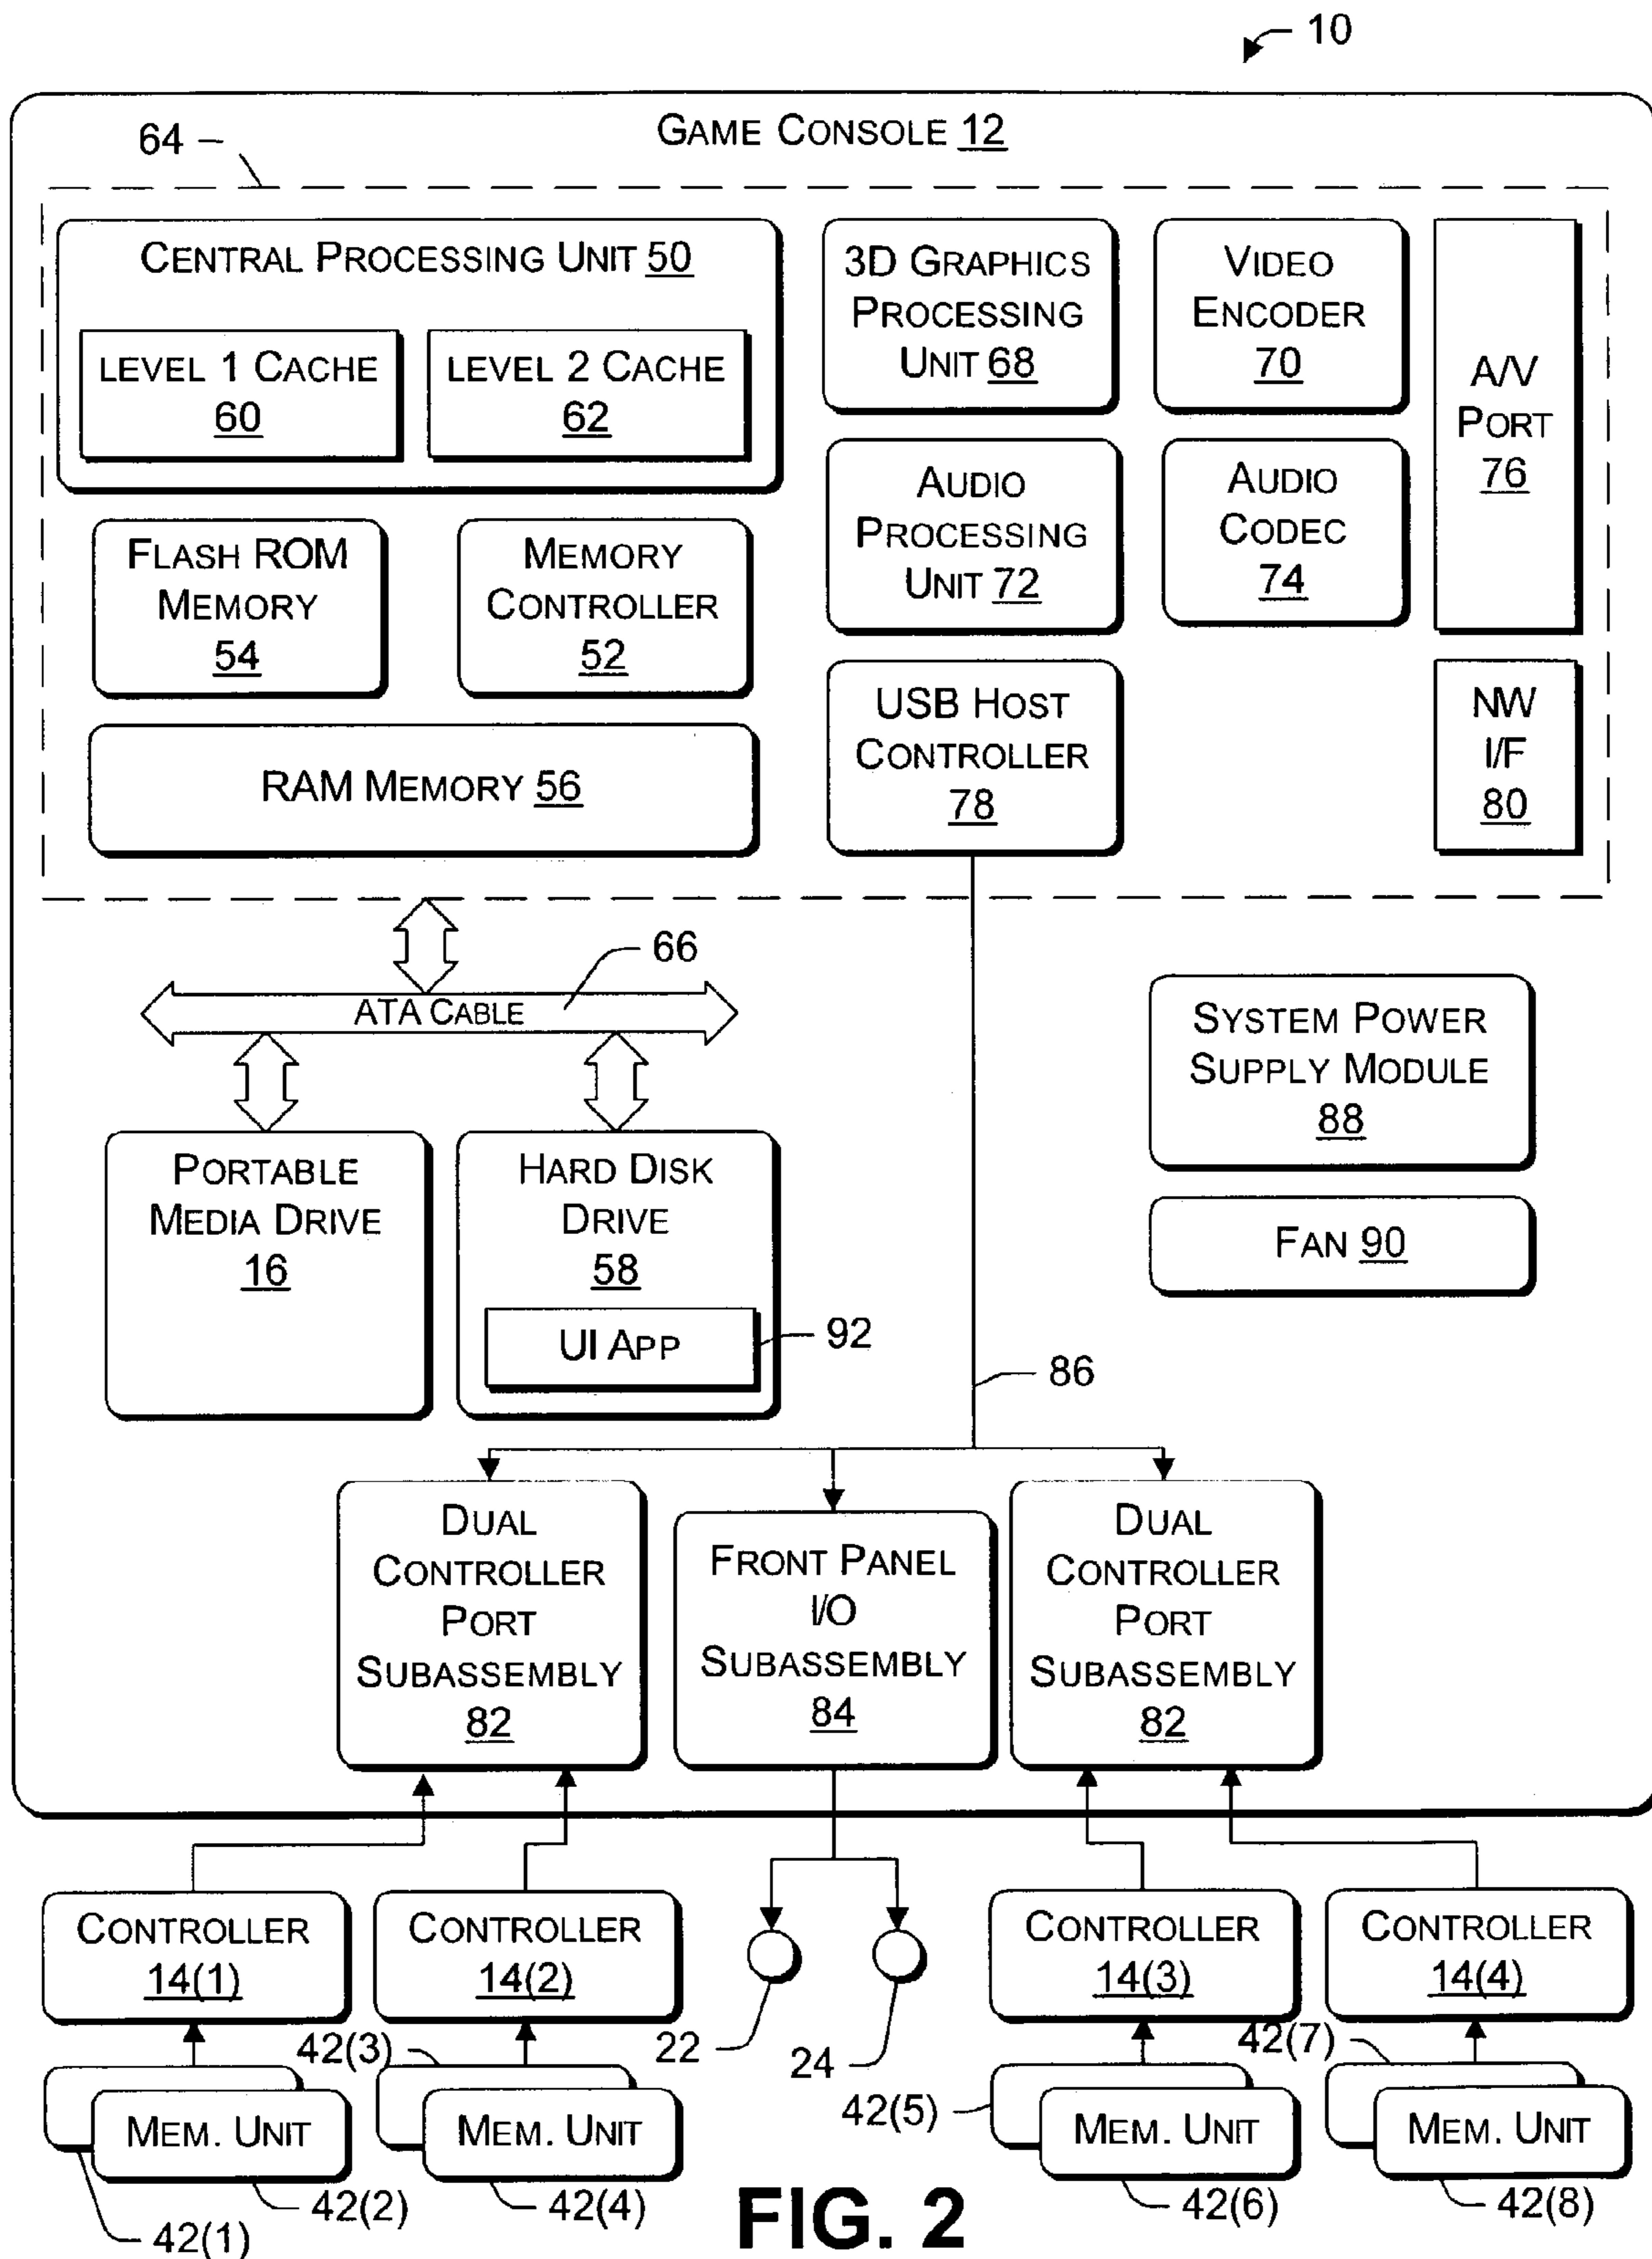 10
GAME CONSOLE 12
64
CENTRAL PROCESSING UNIT 50
LEVEL 1 CACHE
60
LEVEL 2 CACHE
62
3D GRAPHICS
PROCESSING
UNIT 68
VIDEO
ENCODER
70
A/V
PORT
76
FLASH ROM
MEMORY
54
MEMORY
CONTROLLER
52
AUDIO
PROCESSING
UNIT 72
AUDIO
CODEC
74
RAM MEMORY 56
USB HOST
CONTROLLER
78
NW
I/F
80
66
ATA CABLE
SYSTEM POWER
SUPPLY MODULE
88
PORTABLE
MEDIA DRIVE
16
HARD DISK
DRIVE
58
UI APP
92
FAN 90
86
DUAL
CONTROLLER
PORT
SUBASSEMBLY
82
FRONT PANEL
I/O
SUBASSEMBLY
84
DUAL
CONTROLLER
PORT
SUBASSEMBLY
82
CONTROLLER
14(1)
CONTROLLER
14(2)
22
24
CONTROLLER
14(3)
CONTROLLER
14(4)
42(3)
42(7)
42(5)
MEM. UNIT
MEM. UNIT
MEM. UNIT
MEM. UNIT
42(1)
42(2)
42(4)
42(6)
42(8)
FIG. 2